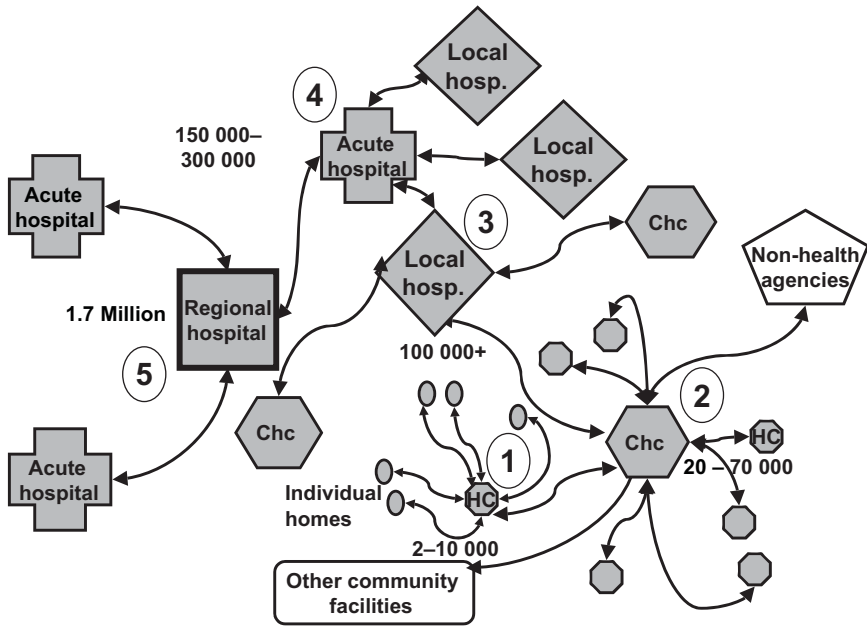 Local
hosp.
4
150 000–
300 000
Acute
hospital
Local
hosp.
Acute
hospital
3
Chc
Non-health
agencies
Local
hosp.
1.7 Million
Regional
hospital
100 000+
5
2
Chc
Chc
HC
20 – 70 000
1
Acute
hospital
Individual
homes
HC
2–10 000
Other community
facilities